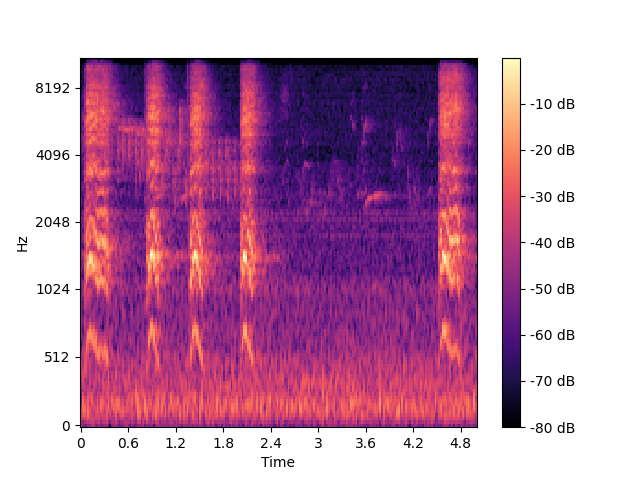 8192
4096
2048
1024
512
0
Hz
0 0.6 1.2 1.8 2.4 3 3.6 4.2 4.8
Time
-10 dB
-20 dB
-30 dB
-40 dB
-50 dB
-60 dB
-70 dB
-80 dB